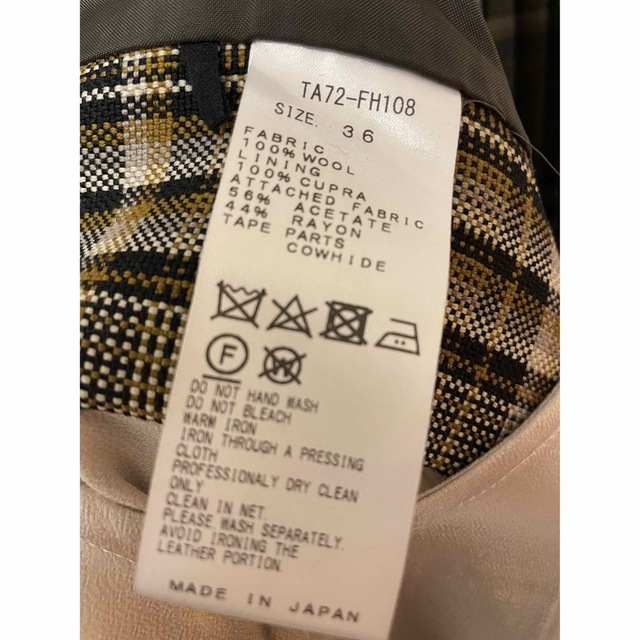 TA72-FH108
SIZE. 36
FABRIC
100% WOOL
LINING
100% CUPRA
ATTACHED FABRIC
56% ACETATE
44% RAYON
TAPE PARTS
COWHIDE
F W
DO NOT HAND WASH
DO NOT BLEACH
WARM IRON
IRON THROUGH A PRESSING
CLOTH
PROFESSIONALY DRY CLEAN
ONLY
CLEAN IN NET.
PLEASE WASH SEPARATELY.
AVOID IRONING THE
LEATHER PORTION.
MADE IN JAPAN